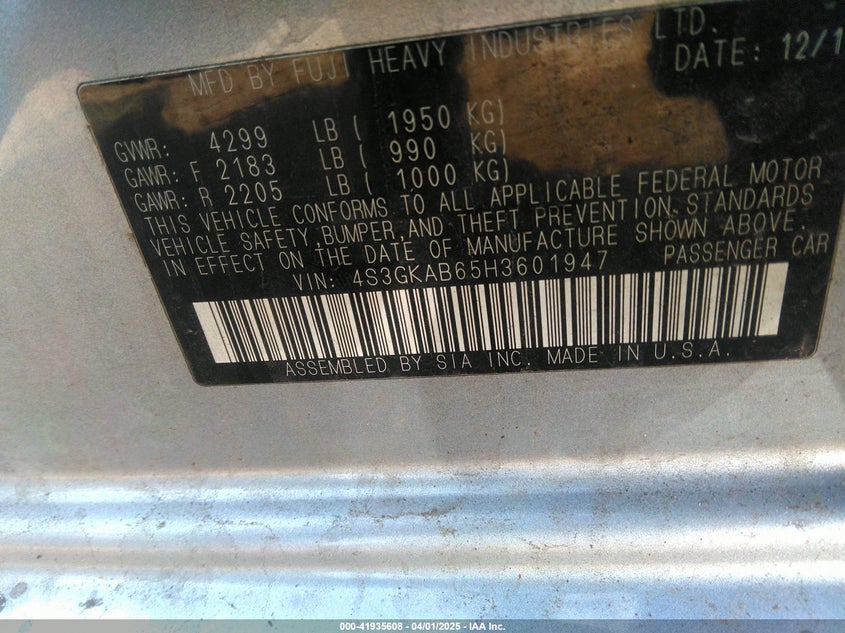 MFD BY FUJI HEAVY INDUSTRIES LTD.
DATE: 12/1
GVWR: 4299 LB ( 1950 KG)
GAWR: F 2183 LB ( 990 KG)
GAWR: R 2205 LB ( 1000 KG)
THIS VEHICLE CONFORMS TO ALL APPLICABLE FEDERAL MOTOR
VEHICLE SAFETY, BUMPER, AND THEFT PREVENTION STANDARDS
IN EFFECT ON THE DATE OF MANUFACTURE SHOWN ABOVE.
VIN: 4S3GKAB65H3601947 PASSENGER CAR
ASSEMBLED BY SIA INC. MADE IN U.S.A.
000-41935608 - 04/01/2025 - IAA Inc.